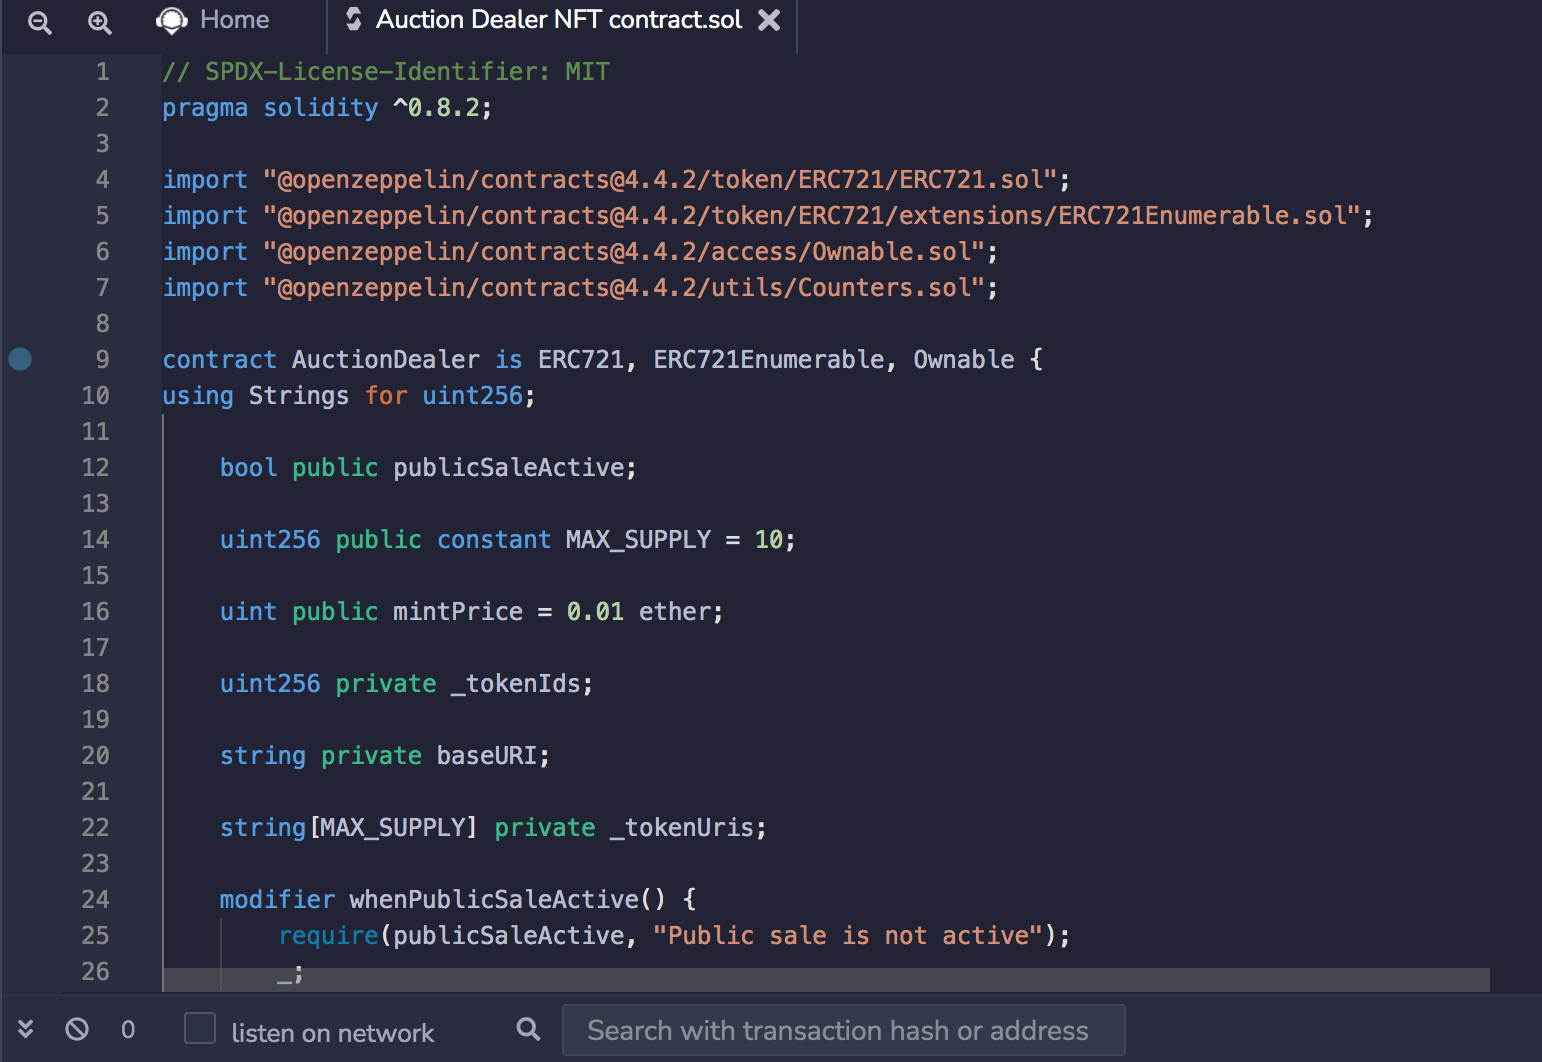 Home
Auction Dealer NFT contract.sol
1 // SPDX-License-Identifier: MIT
2 pragma solidity ^0.8.2;
3
4 import "@openzeppelin/contracts@4.4.2/token/ERC721/ERC721.sol";
5 import "@openzeppelin/contracts@4.4.2/token/ERC721/extensions/ERC721Enumerable.sol";
6 import "@openzeppelin/contracts@4.4.2/access/Ownable.sol";
7 import "@openzeppelin/contracts@4.4.2/utils/Counters.sol";
8
9 contract AuctionDealer is ERC721, ERC721Enumerable, Ownable {
10 using Strings for uint256;
11
12 bool public publicSaleActive;
13
14 uint256 public constant MAX_SUPPLY = 10;
15
16 uint public mintPrice = 0.01 ether;
17
18 uint256 private _tokenIds;
19
20 string private baseURI;
21
22 string[MAX_SUPPLY] private _tokenUris;
23
24 modifier whenPublicSaleActive() {
25 require(publicSaleActive, "Public sale is not active");
26 _;
0
listen on network
Search with transaction hash or address